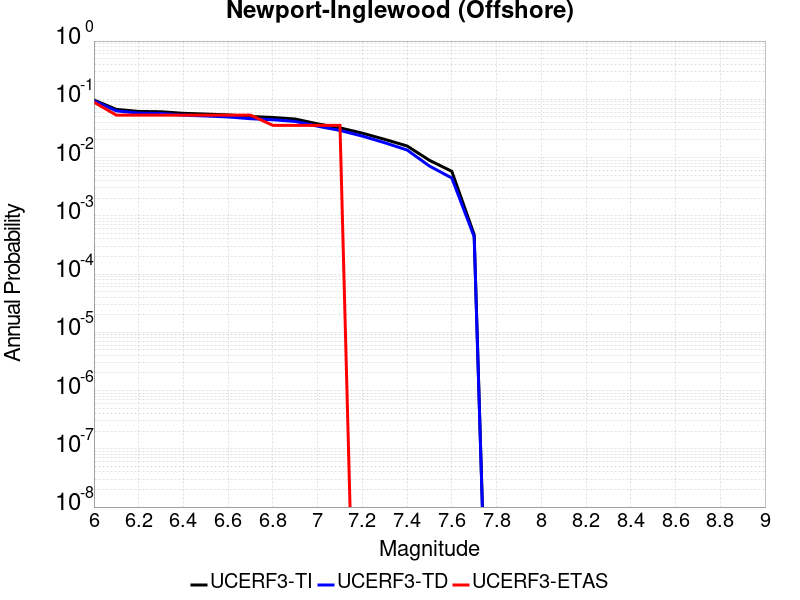 Newport-Inglewood (Offshore)
10^0
10^-1
10^-2
10^-3
10^-4
10^-5
10^-6
10^-7
10^-8
Annual Probability
6 6.2 6.4 6.6 6.8 7 7.2 7.4 7.6 7.8 8 8.2 8.4 8.6 8.8 9
Magnitude
UCERF3-TI UCERF3-TD UCERF3-ETAS